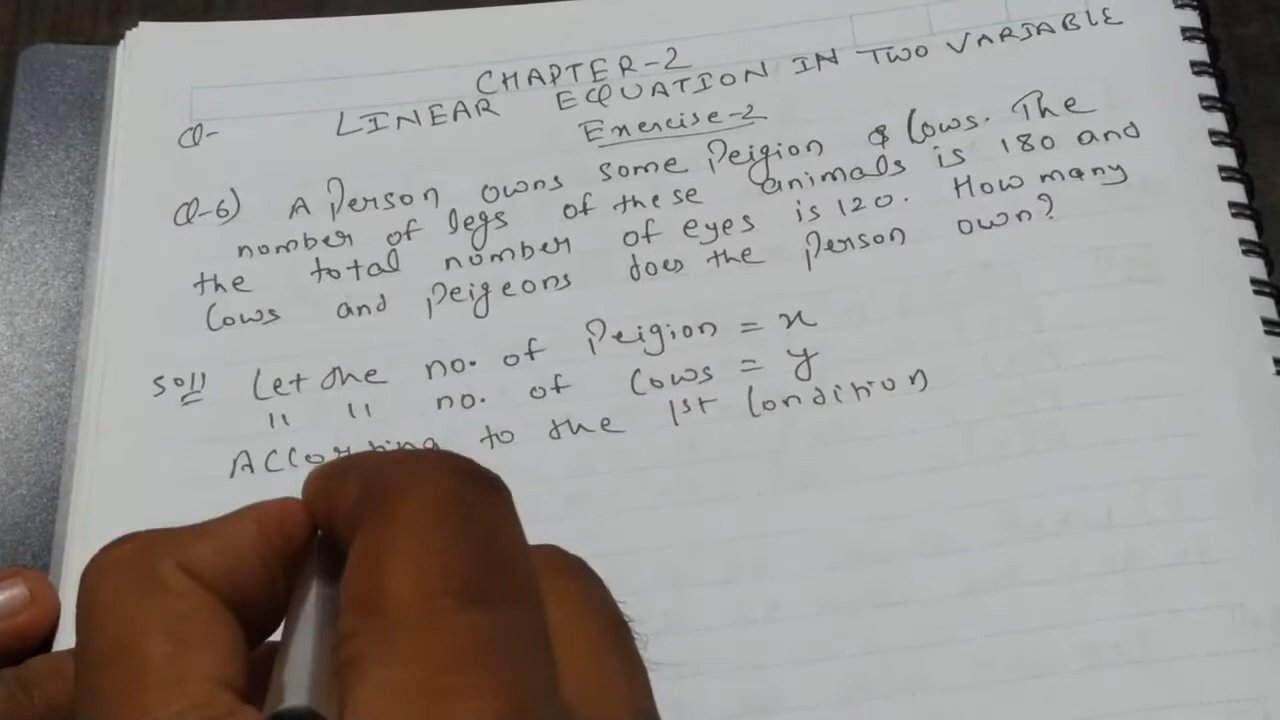 CHAPTER-2
LINEAR EQUATION IN TWO VARIABLE
Exercise-2
Q-
Q-6) A Person owns some Peigion & Cows. The
number of legs of these animals is 180 and
the total number of eyes is 120. How many
Cows and peigeons does the person own?
Soll Let the no. of Peigion = x
" " no. of Cows = y
According to the 1st Condition